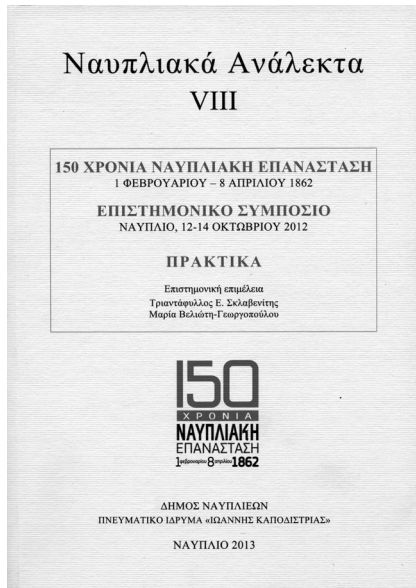 Ναυπλιακά Ανάλεκτα
VIII
150 ΧΡΟΝΙΑ ΝΑΥΠΛΙΑΚΗ ΕΠΑΝΑΣΤΑΣΗ
1 ΦΕΒΡΟΥΑΡΙΟΥ – 8 ΑΠΡΙΛΙΟΥ 1862
ΕΠΙΣΤΗΜΟΝΙΚΟ ΣΥΜΠΟΣΙΟ
ΝΑΥΠΛΙΟ, 12-14 ΟΚΤΩΒΡΙΟΥ 2012
ΠΡΑΚΤΙΚΑ
Επιστημονική επιμέλεια
Τριαντάφυλλος Ε. Σκλαβενίτης
Μαρία Βελιώτη-Γεωργοπούλου
150
ΧΡΟΝΙΑ
ΝΑΥΠΛΙΑΚΗ
ΕΠΑΝΑΣΤΑΣΗ
1φεβρουαρίου-8απριλίου1862
ΔΗΜΟΣ ΝΑΥΠΛΙΕΩΝ
ΠΝΕΥΜΑΤΙΚΟ ΙΔΡΥΜΑ «ΙΩΑΝΝΗΣ ΚΑΠΟΔΙΣΤΡΙΑΣ»
ΝΑΥΠΛΙΟ 2013